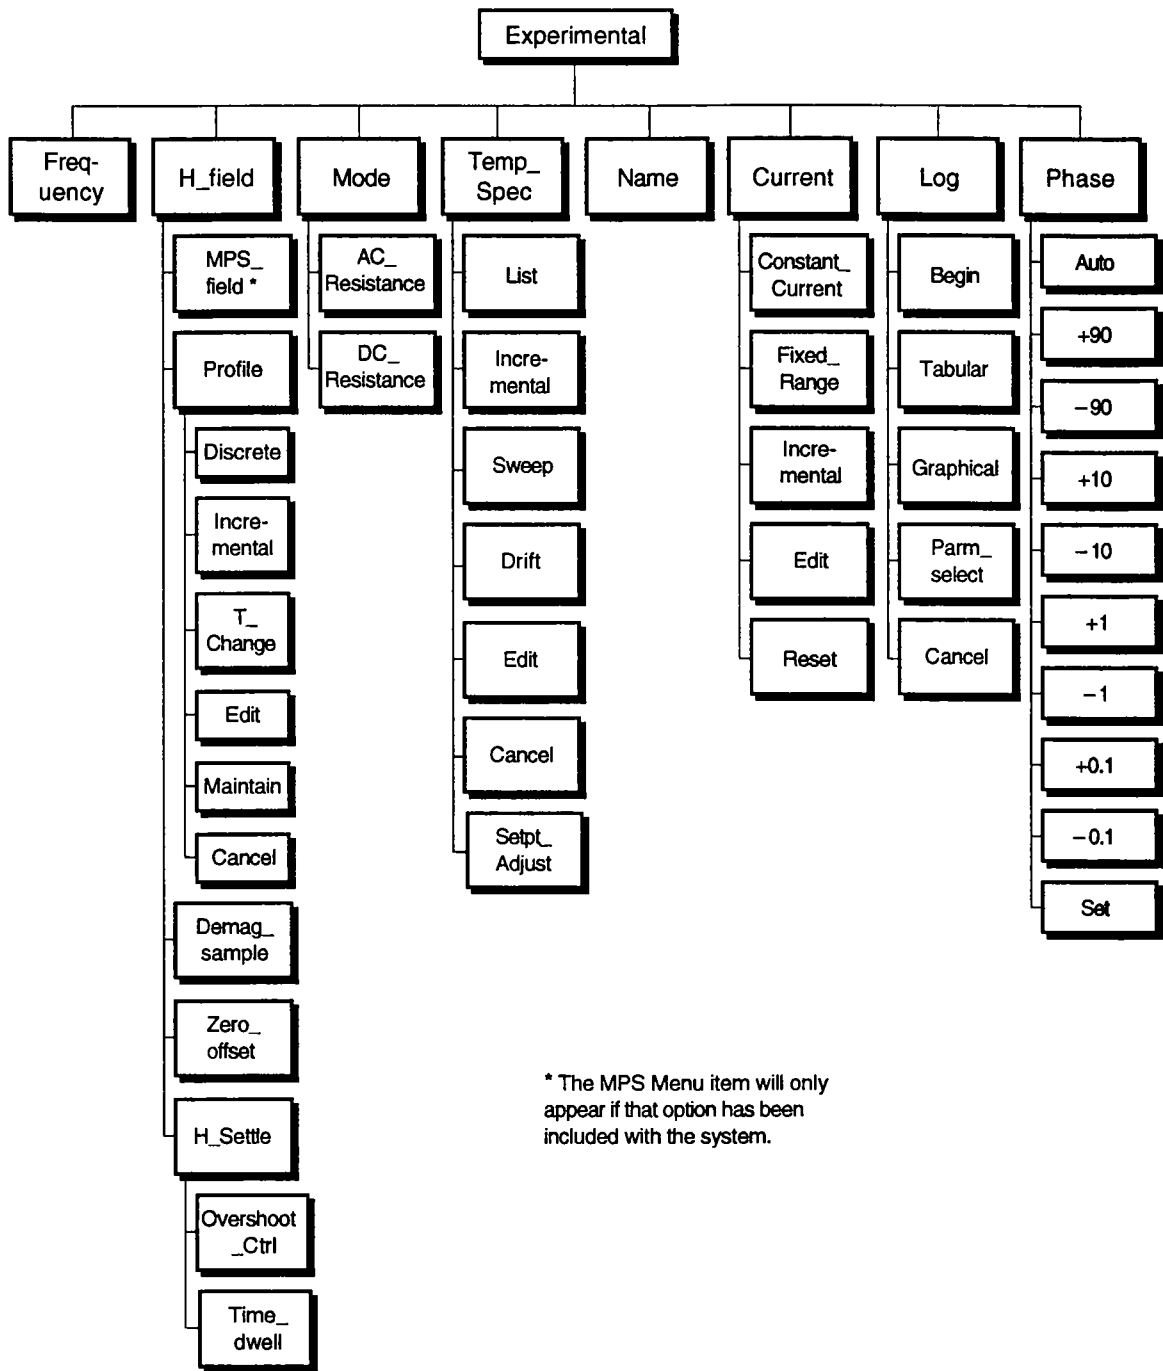 Experimental
Freq-
uency
H_field
Mode
Temp_
Spec
Name
Current
Log
Phase
MPS_
field *
Profile
Discrete
Incre-
mental
T_
Change
Edit
Maintain
Cancel
Demag_
sample
Zero_
offset
H_Settle
Overshoot
_Ctrl
Time_
dwell
AC_
Resistance
DC_
Resistance
List
Incre-
mental
Sweep
Drift
Edit
Cancel
Setpt_
Adjust
Constant_
Current
Fixed_
Range
Incre-
mental
Edit
Reset
Begin
Tabular
Graphical
Parm_
select
Cancel
Auto
+90
−90
+10
−10
+1
−1
+0.1
−0.1
Set
* The MPS Menu item will only
appear if that option has been
included with the system.